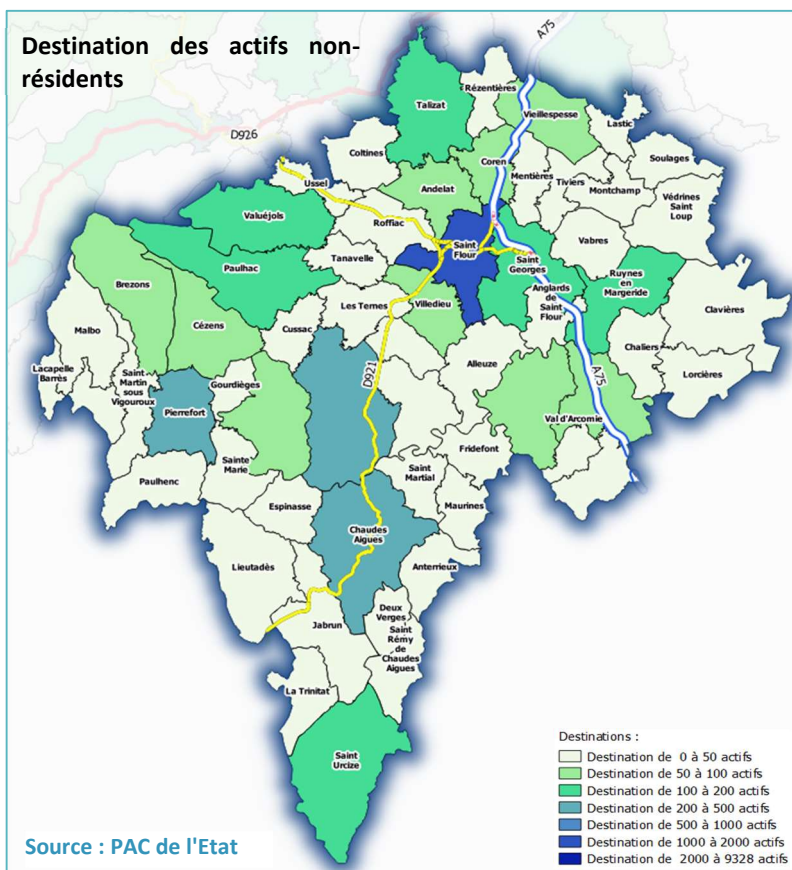 Destination des actifs non-
résidents
A75
D926
Rézentières
Talizat
Vieillespesse
Lastic
Coltines
Coren
Soulages
Mentières
Tiviers
Montchamp
Ussel
Andelat
Védrines
Saint
Loup
Valuéjols
Roffiac
Saint
Flour
Vabres
Tanavelle
Saint
Georges
Paulhac
Ruynes
en
Margeride
Brezons
Les Ternes
Villedieu
Anglards
de
Saint
Flour
Clavières
Cézens
Cussac
Malbo
Chaliers
Lacapelle
Barrès
Saint
Martin
sous
Vigouroux
Gourdièges
D921
Alleuze
A75
Lorcières
Pierrefort
Val d'Arcomie
Sainte
Marie
Fridefont
Paulhenc
Saint
Martial
Espinasse
Maurines
Chaudes
Aigues
Lieutadès
Anterrieux
Deux
Verges
Jabrun
Saint
Rémy
de
Chaudes
Aigues
La Trinitat
Saint
Urcize
Destinations :
Destination de 0 à 50 actifs
Destination de 50 à 100 actifs
Destination de 100 à 200 actifs
Destination de 200 à 500 actifs
Destination de 500 à 1000 actifs
Destination de 1000 à 2000 actifs
Destination de 2000 à 9328 actifs
Source : PAC de l'Etat